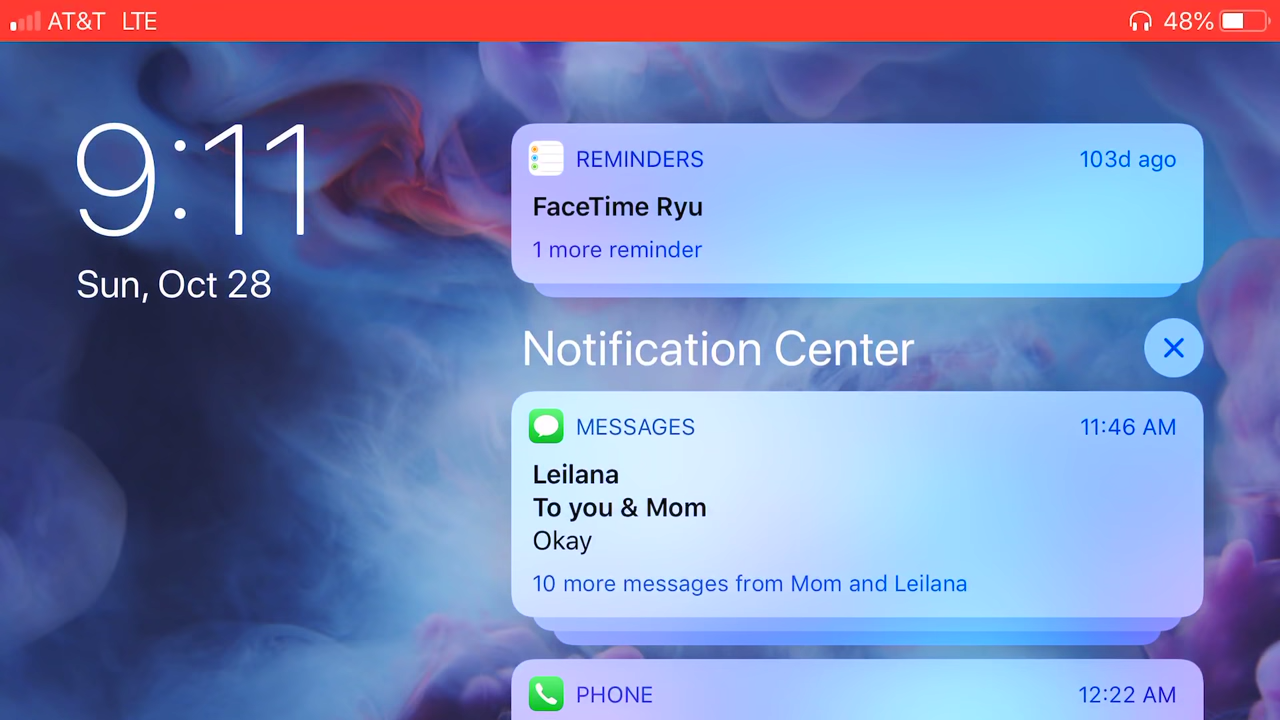 AT&T LTE
48%
9:11
Sun, Oct 28
REMINDERS 103d ago
FaceTime Ryu
1 more reminder
Notification Center
MESSAGES 11:46 AM
Leilana
To you & Mom
Okay
10 more messages from Mom and Leilana
PHONE 12:22 AM